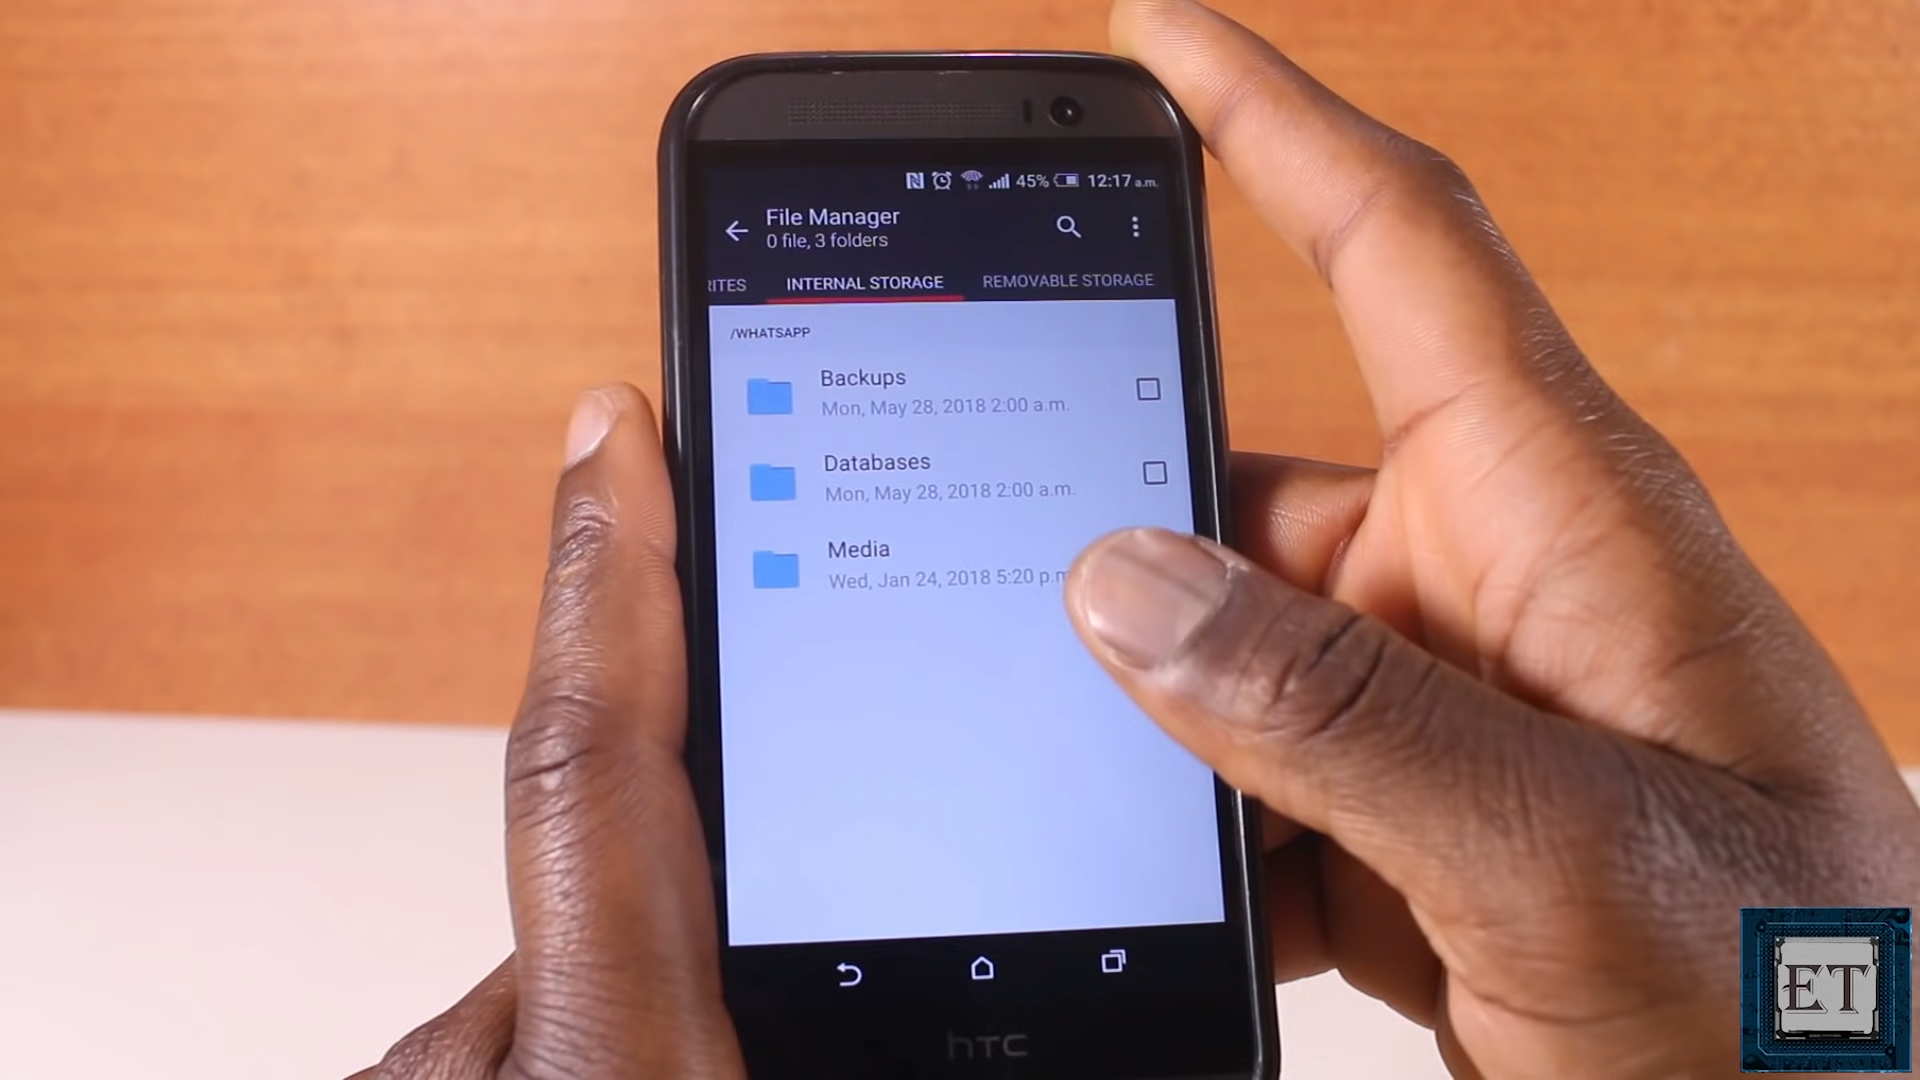 45% 12:17 a.m.
File Manager
0 file, 3 folders
RITES INTERNAL STORAGE REMOVABLE STORAGE
/WHATSAPP
Backups
Mon, May 28, 2018 2:00 a.m.
Databases
Mon, May 28, 2018 2:00 a.m.
Media
Wed, Jan 24, 2018 5:20 p.m
hTC
ET